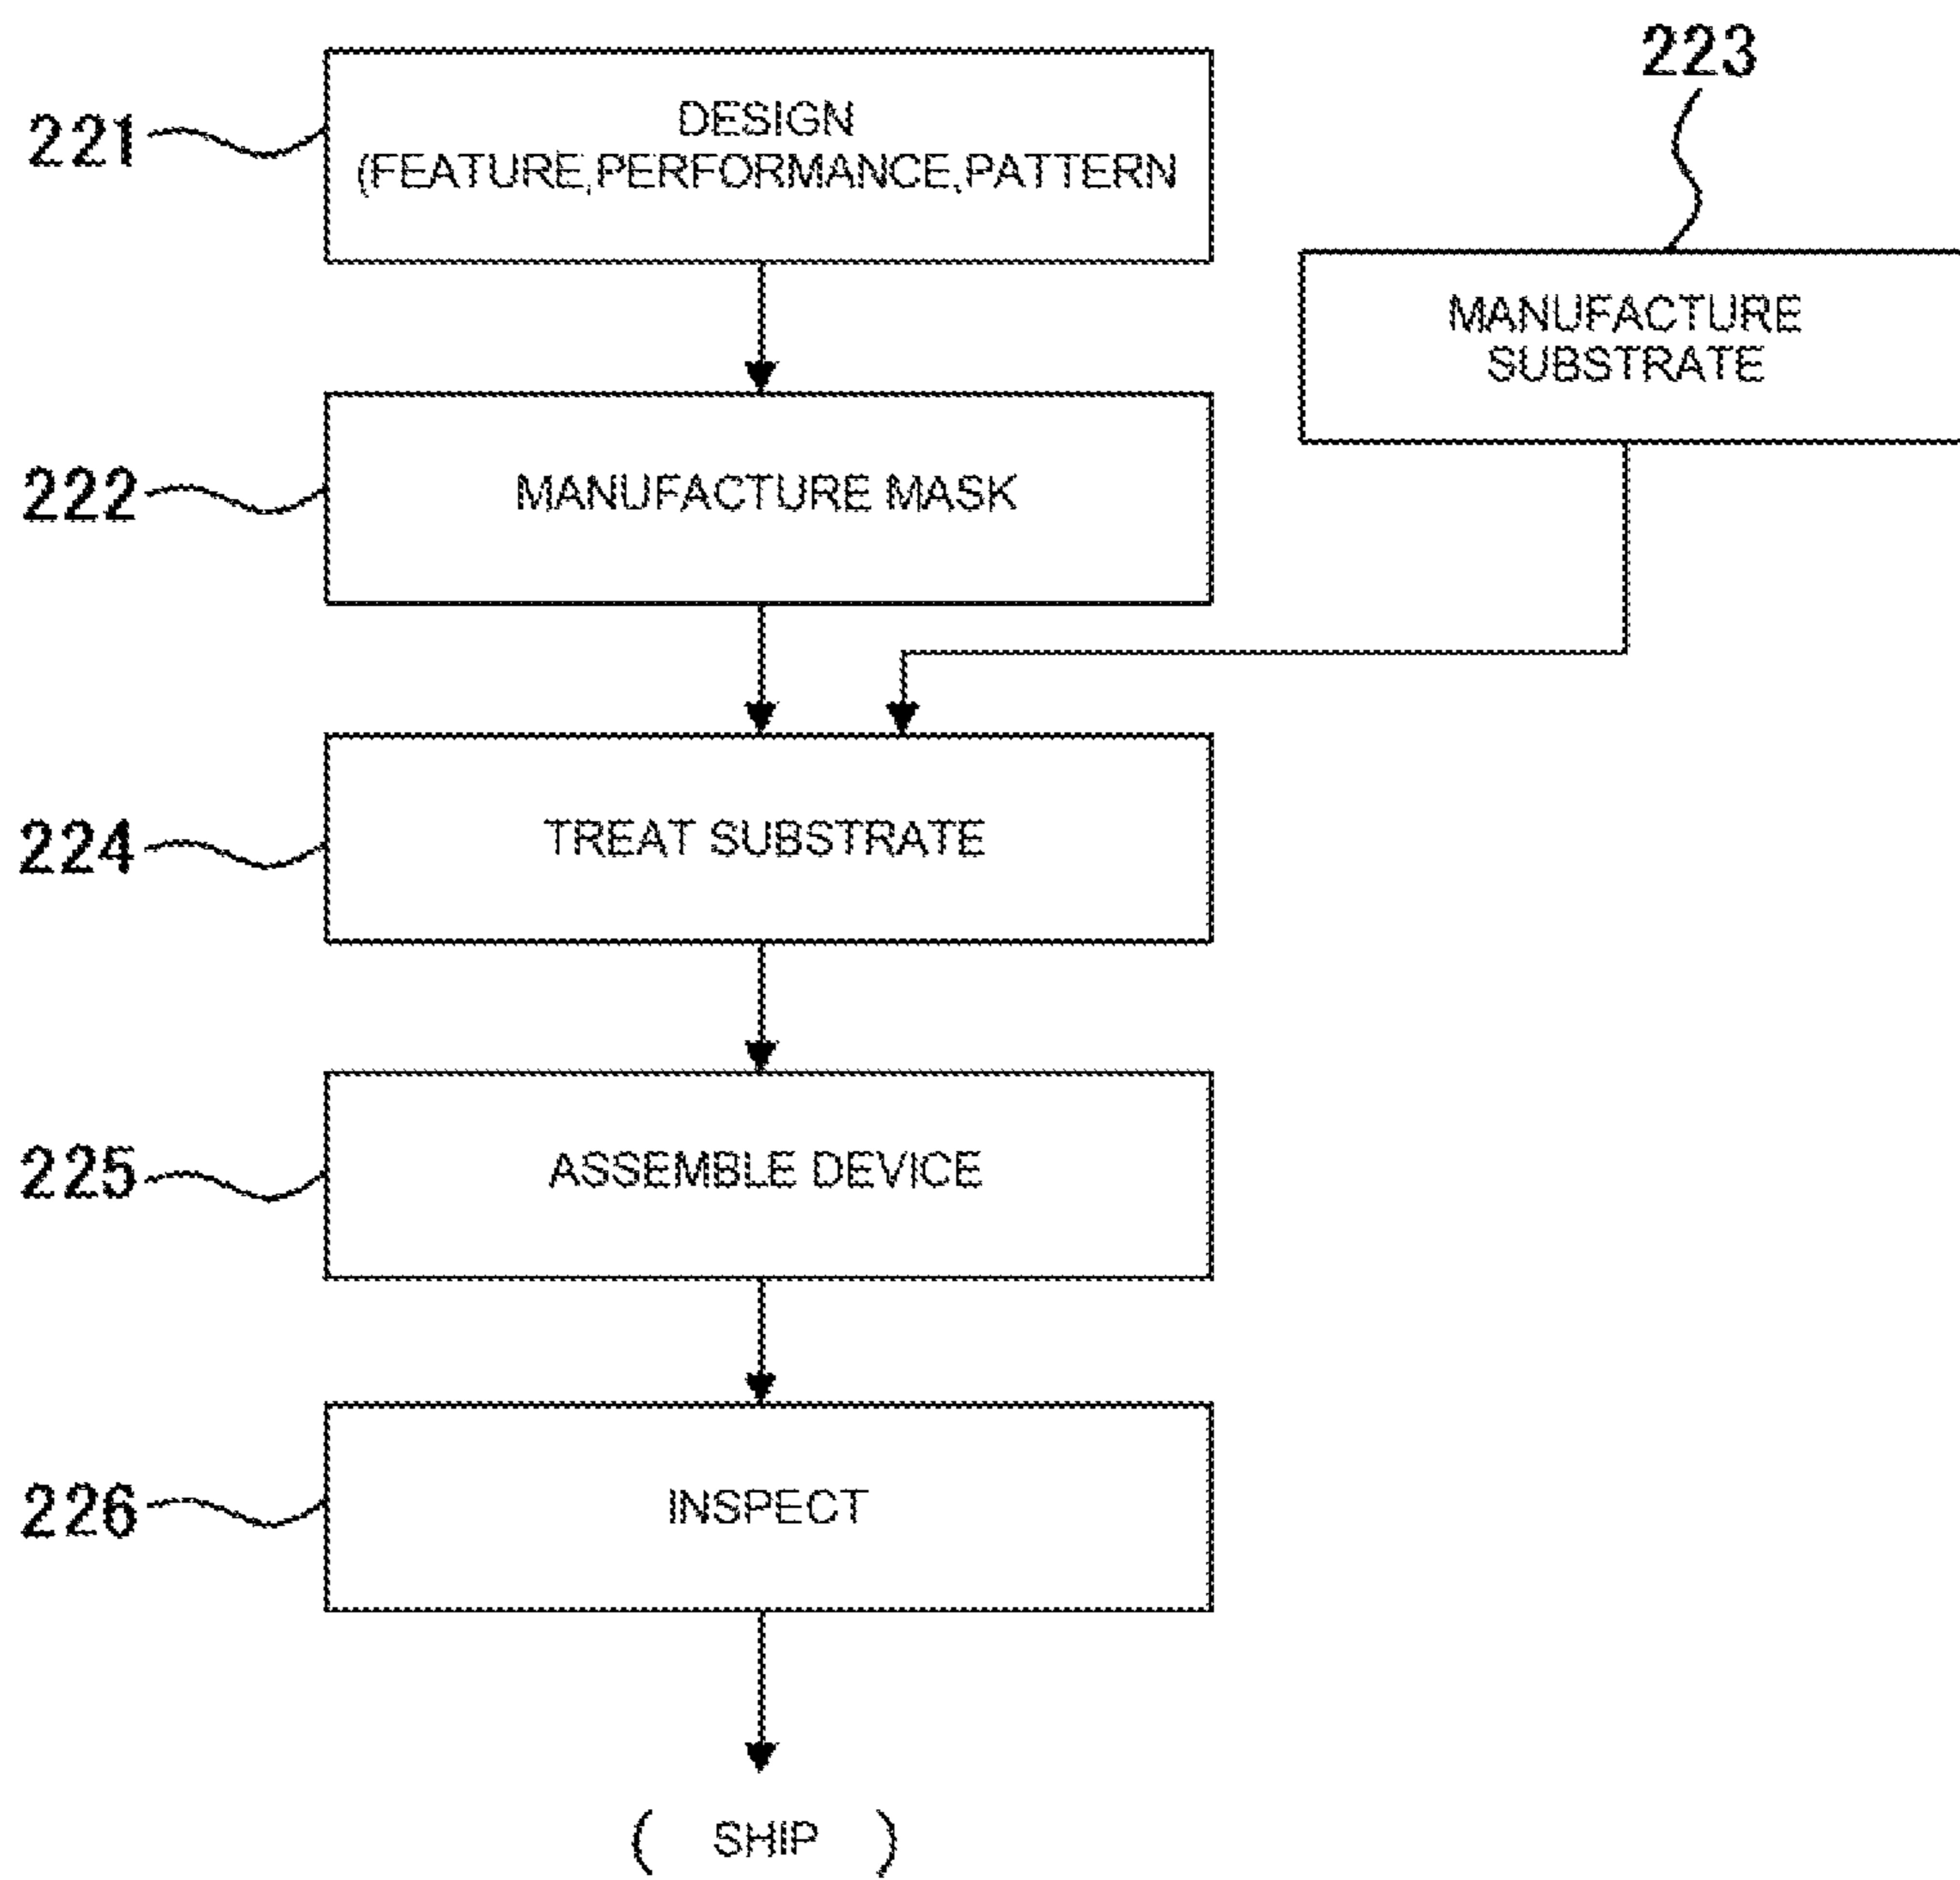 223
221
DESIGN
(FEATURE,PERFORMANCE,PATTERN
MANUFACTURE
SUBSTRATE
222
MANUFACTURE MASK
224
TREAT SUBSTRATE
225
ASSEMBLE DEVICE
226
INSPECT
( SHIP )